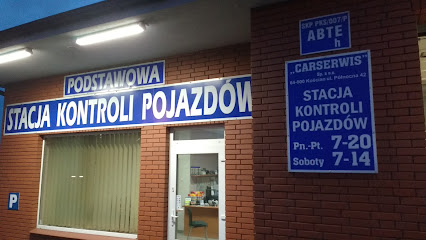 PODSTAWOWA
STACJA KONTROLI POJAZDÓW
P
SKP PKS/007/P
ABTE
h
„CARSERWIS"
STACJA
KONTROLI
POJAZDÓW
Pn.-Pt. 7-20
Soboty 7-14